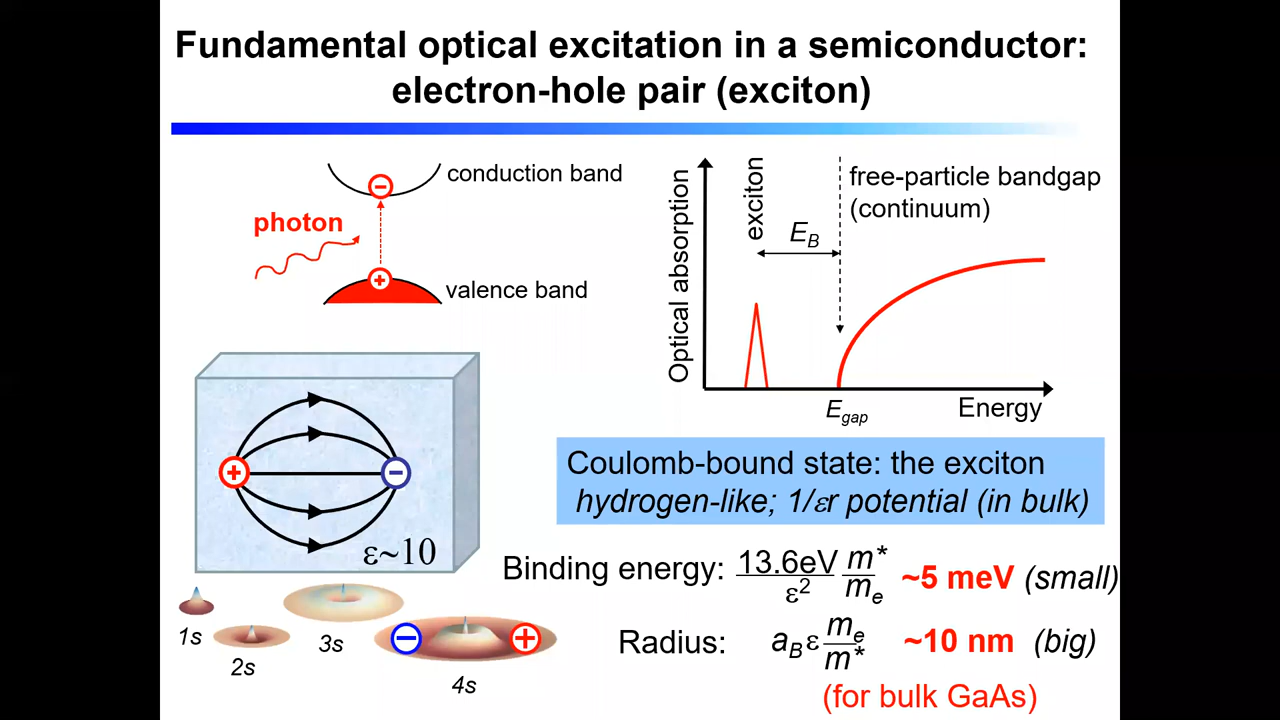 Fundamental optical excitation in a semiconductor:
electron-hole pair (exciton)
conduction band
−
photon
+
valence band
Optical absorption
exciton
E_B
free-particle bandgap
(continuum)
E_gap
Energy
+
−
ε~10
Coulomb-bound state: the exciton
hydrogen-like; 1/εr potential (in bulk)
Binding energy: 13.6eV/ε² m*/mₑ ~5 meV (small)
1s
2s
3s
−
+
4s
Radius: a_B ε mₑ/m* ~10 nm (big)
(for bulk GaAs)